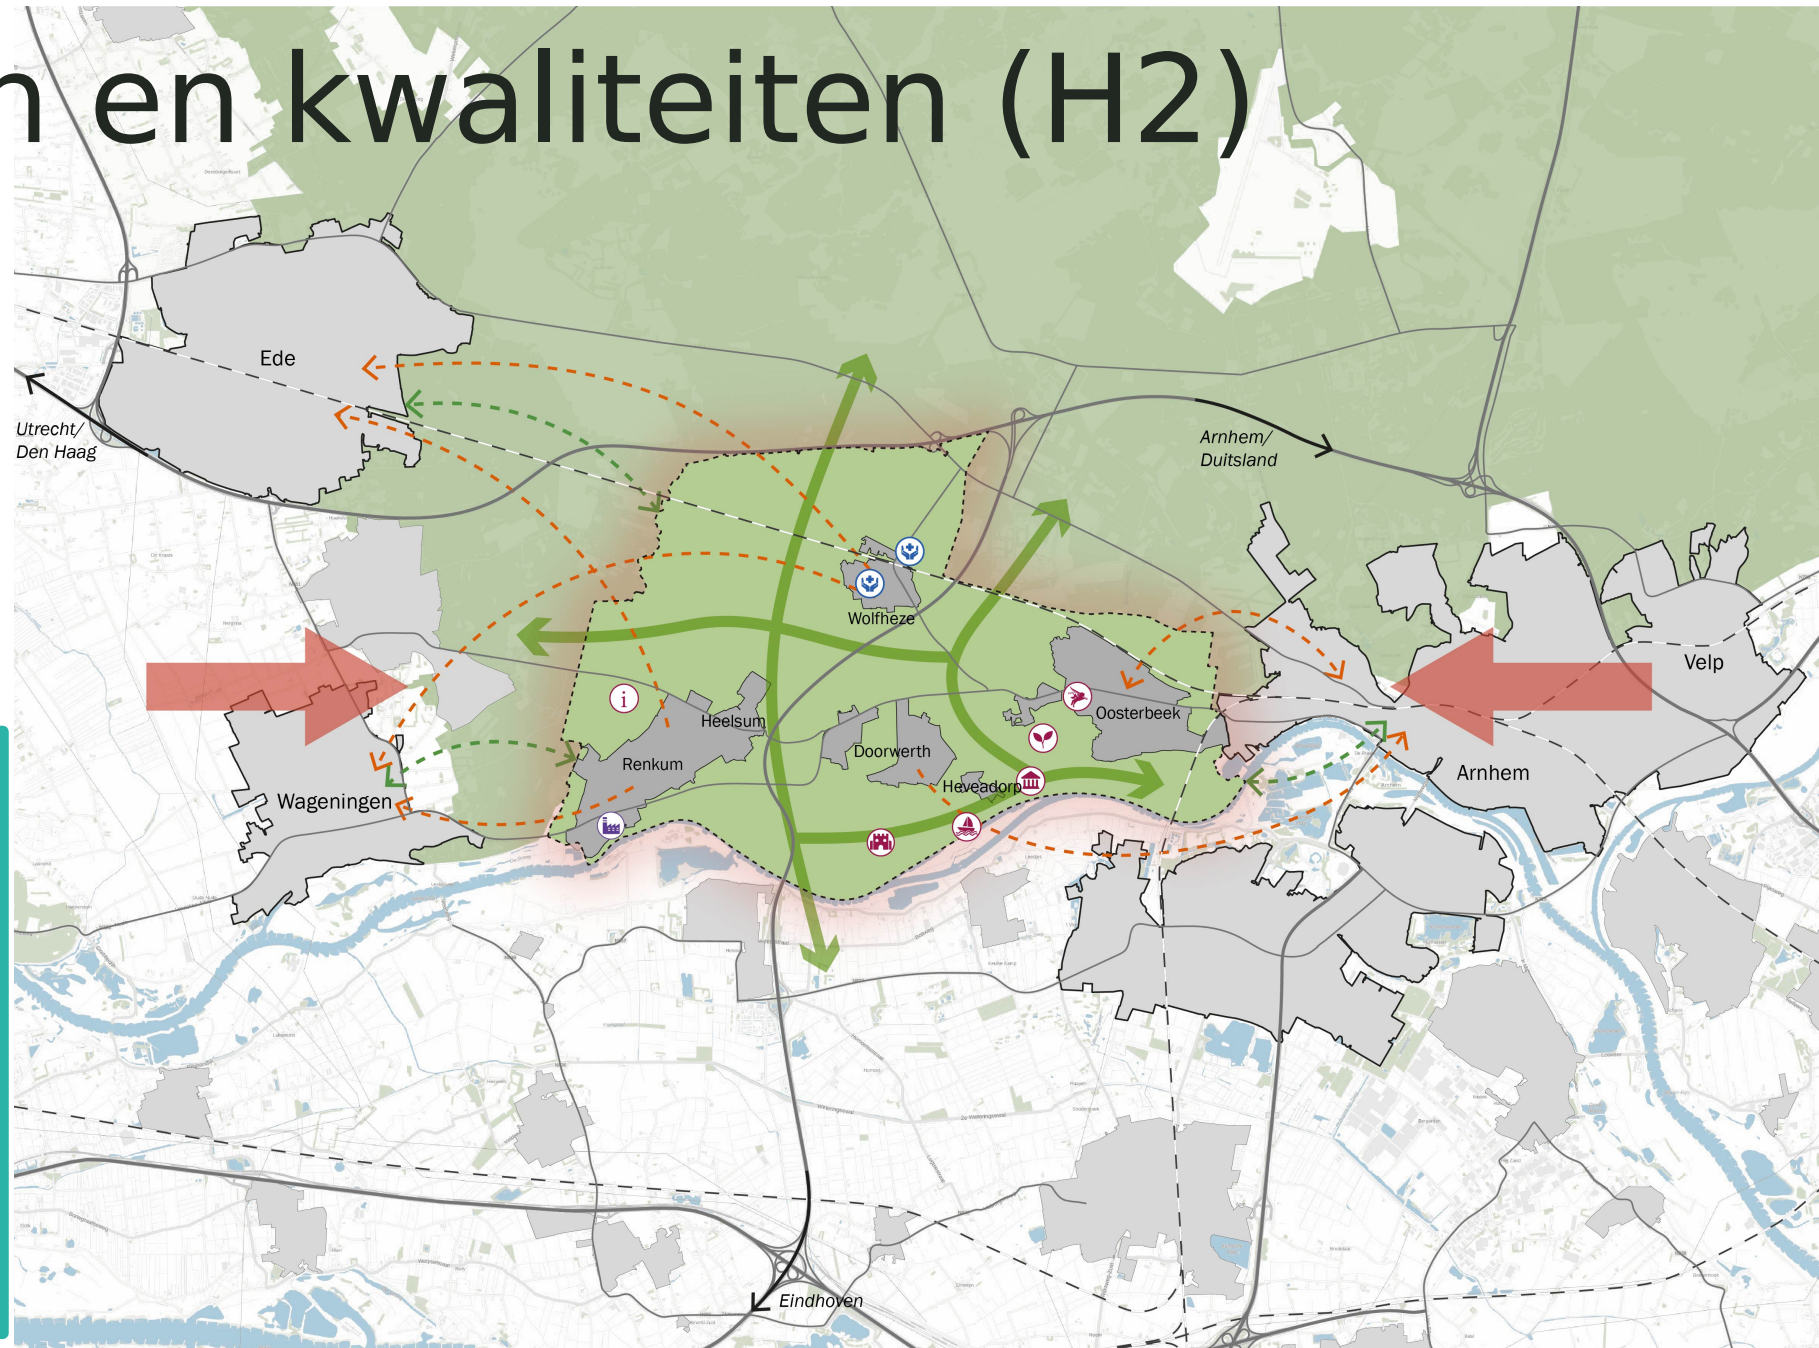 n en kwaliteiten (H2)
Ede
Utrecht/
Den Haag
Arnhem/
Duitsland
Wolfheze
Velp
Heelsum
Oosterbeek
Doorwerth
Renkum
Heveadorp
Arnhem
Wageningen
Eindhoven